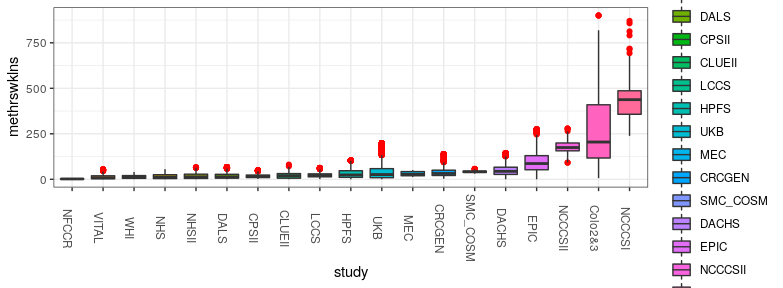 methrswklns
750
500
250
0
NFCCR
VITAL
WHI
NHS
NHSII
DALS
CPSII
CLUEII
LCCS
HPFS
UKB
MEC
CRCGEN
SMC_COSM
DACHS
EPIC
NCCCSII
Colo2&3
NCCCSI
study
DALS
CPSII
CLUEII
LCCS
HPFS
UKB
MEC
CRCGEN
SMC_COSM
DACHS
EPIC
NCCCSII